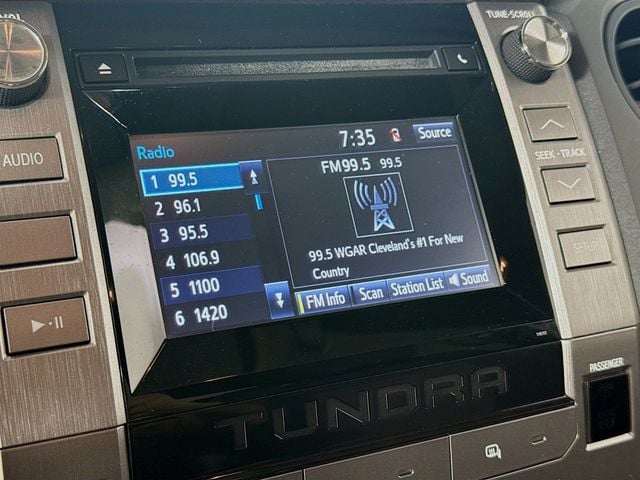 VOL
TUNE•SCROLL
AUDIO
7:35
Source
Radio
FM99.5 99.5
1 99.5
2 96.1
3 95.5
4 106.9
5 1100
6 1420
99.5 WGAR Cleveland's #1 For New
Country
FM Info
Scan
Station List
Sound
SEEK•TRACK
SETUP
TUNDRA
PASSENGER